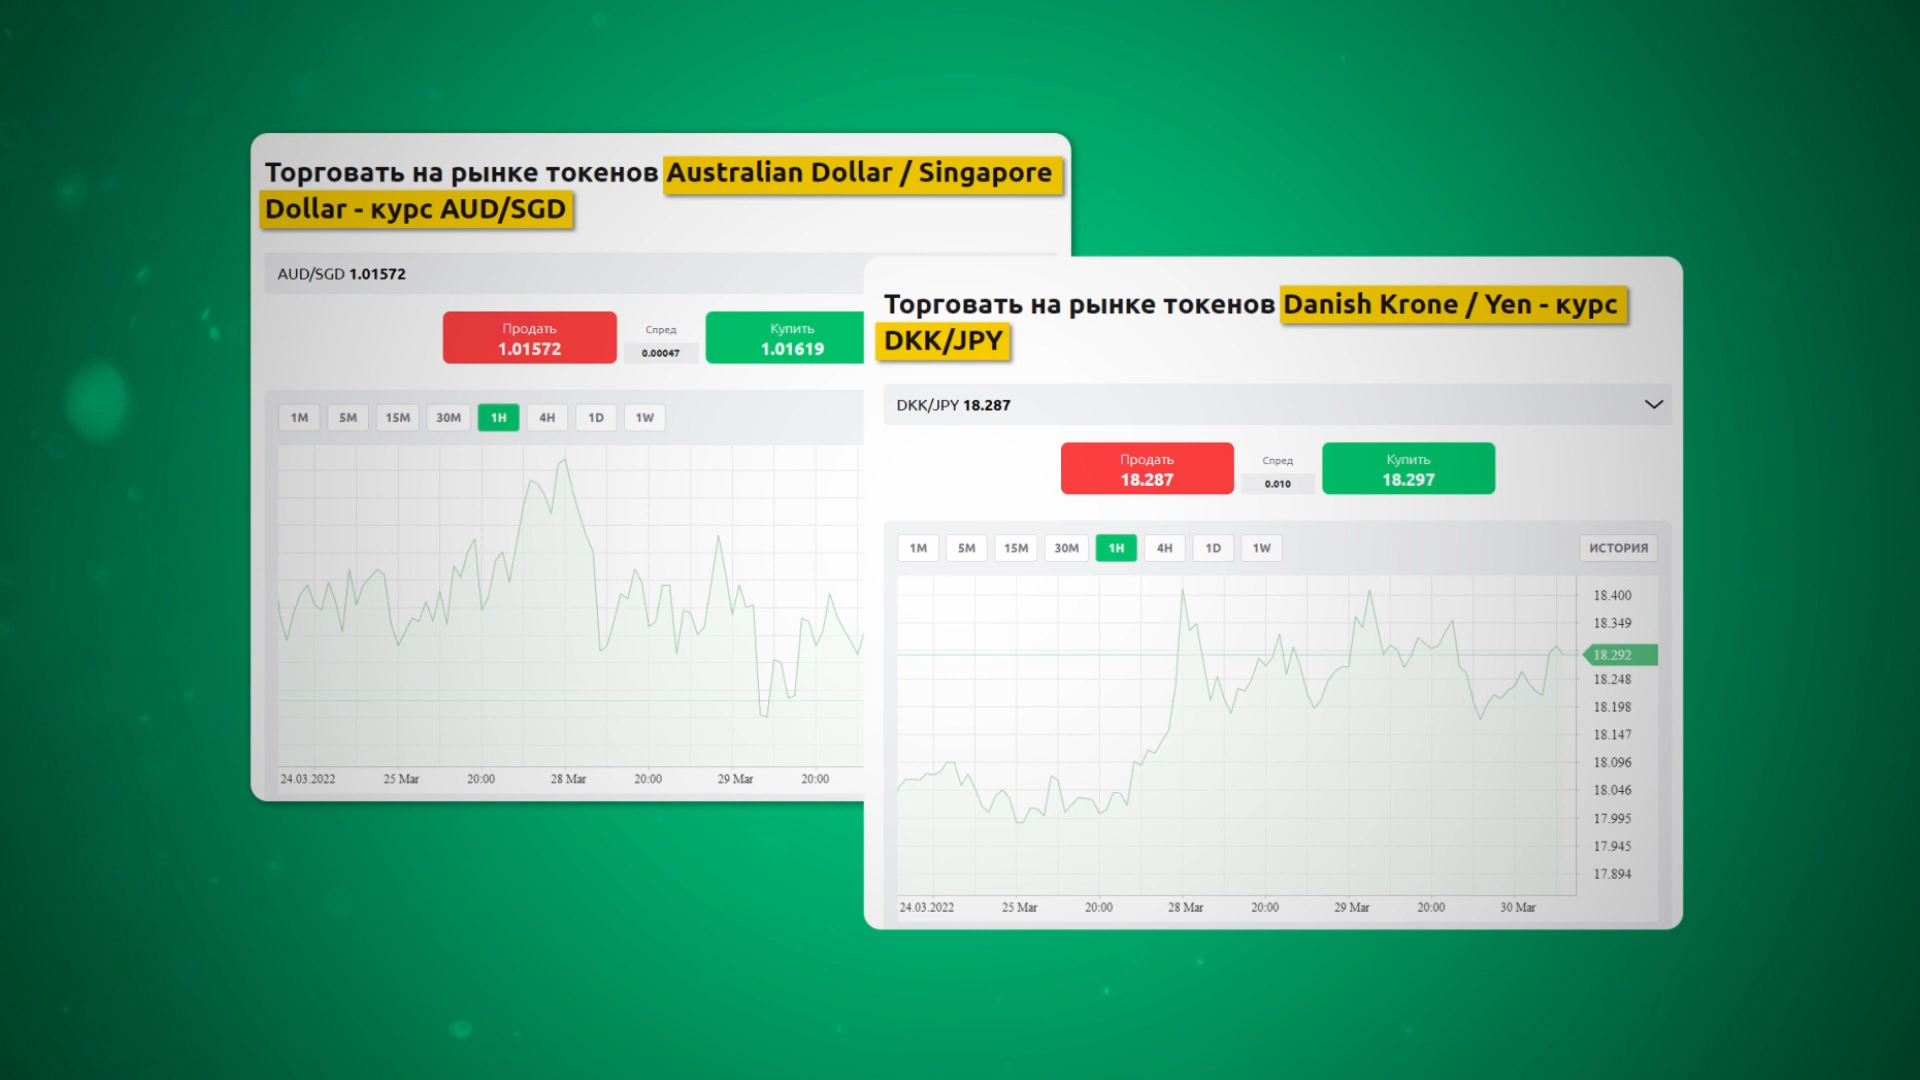 Торговать на рынке токенов Australian Dollar / Singapore
Dollar - курс AUD/SGD
AUD/SGD 1.01572
Продать
1.01572
Спред
0.00047
Купить
1.01619
1M 5M 15M 30M 1H 4H 1D 1W
24.03.2022 25 Mar 20:00 28 Mar 20:00 29 Mar 20:00
Торговать на рынке токенов Danish Krone / Yen - курс
DKK/JPY
DKK/JPY 18.287
Продать
18.287
Спред
0.010
Купить
18.297
1M 5M 15M 30M 1H 4H 1D 1W ИСТОРИЯ
18.400
18.349
18.292
18.248
18.198
18.147
18.096
18.046
17.995
17.945
17.894
24.03.2022 25 Mar 20:00 28 Mar 20:00 29 Mar 20:00 30 Mar